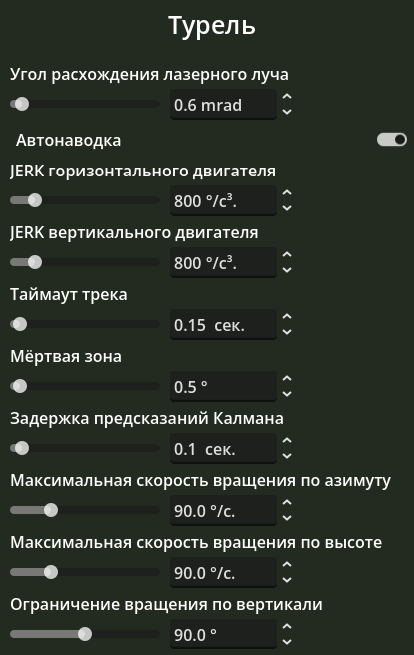 Турель
Угол расхождения лазерного луча
0.6 mrad
Автонаводка
JERK горизонтального двигателя
800 °/с³.
JERK вертикального двигателя
800 °/с³.
Таймаут трека
0.15 сек.
Мёртвая зона
0.5 °
Задержка предсказаний Калмана
0.1 сек.
Максимальная скорость вращения по азимуту
90.0 °/с.
Максимальная скорость вращения по высоте
90.0 °/с.
Ограничение вращения по вертикали
90.0 °